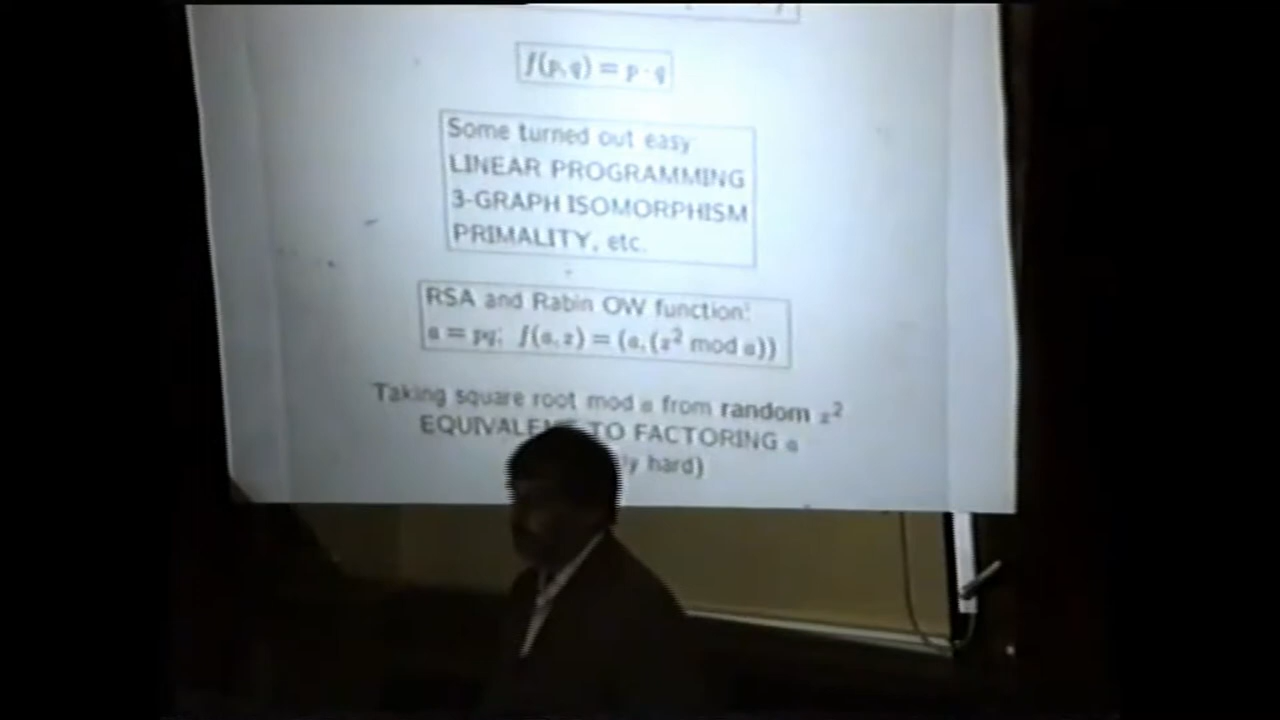 f(p, q) = p · q
Some turned out easy
LINEAR PROGRAMMING
3-GRAPH ISOMORPHISM
PRIMALITY, etc.
RSA and Rabin OW function:
a = pq; f(a, x) = (a, (x² mod a))
Taking square root mod a from random x²
EQUIVALENT TO FACTORING a
hard)